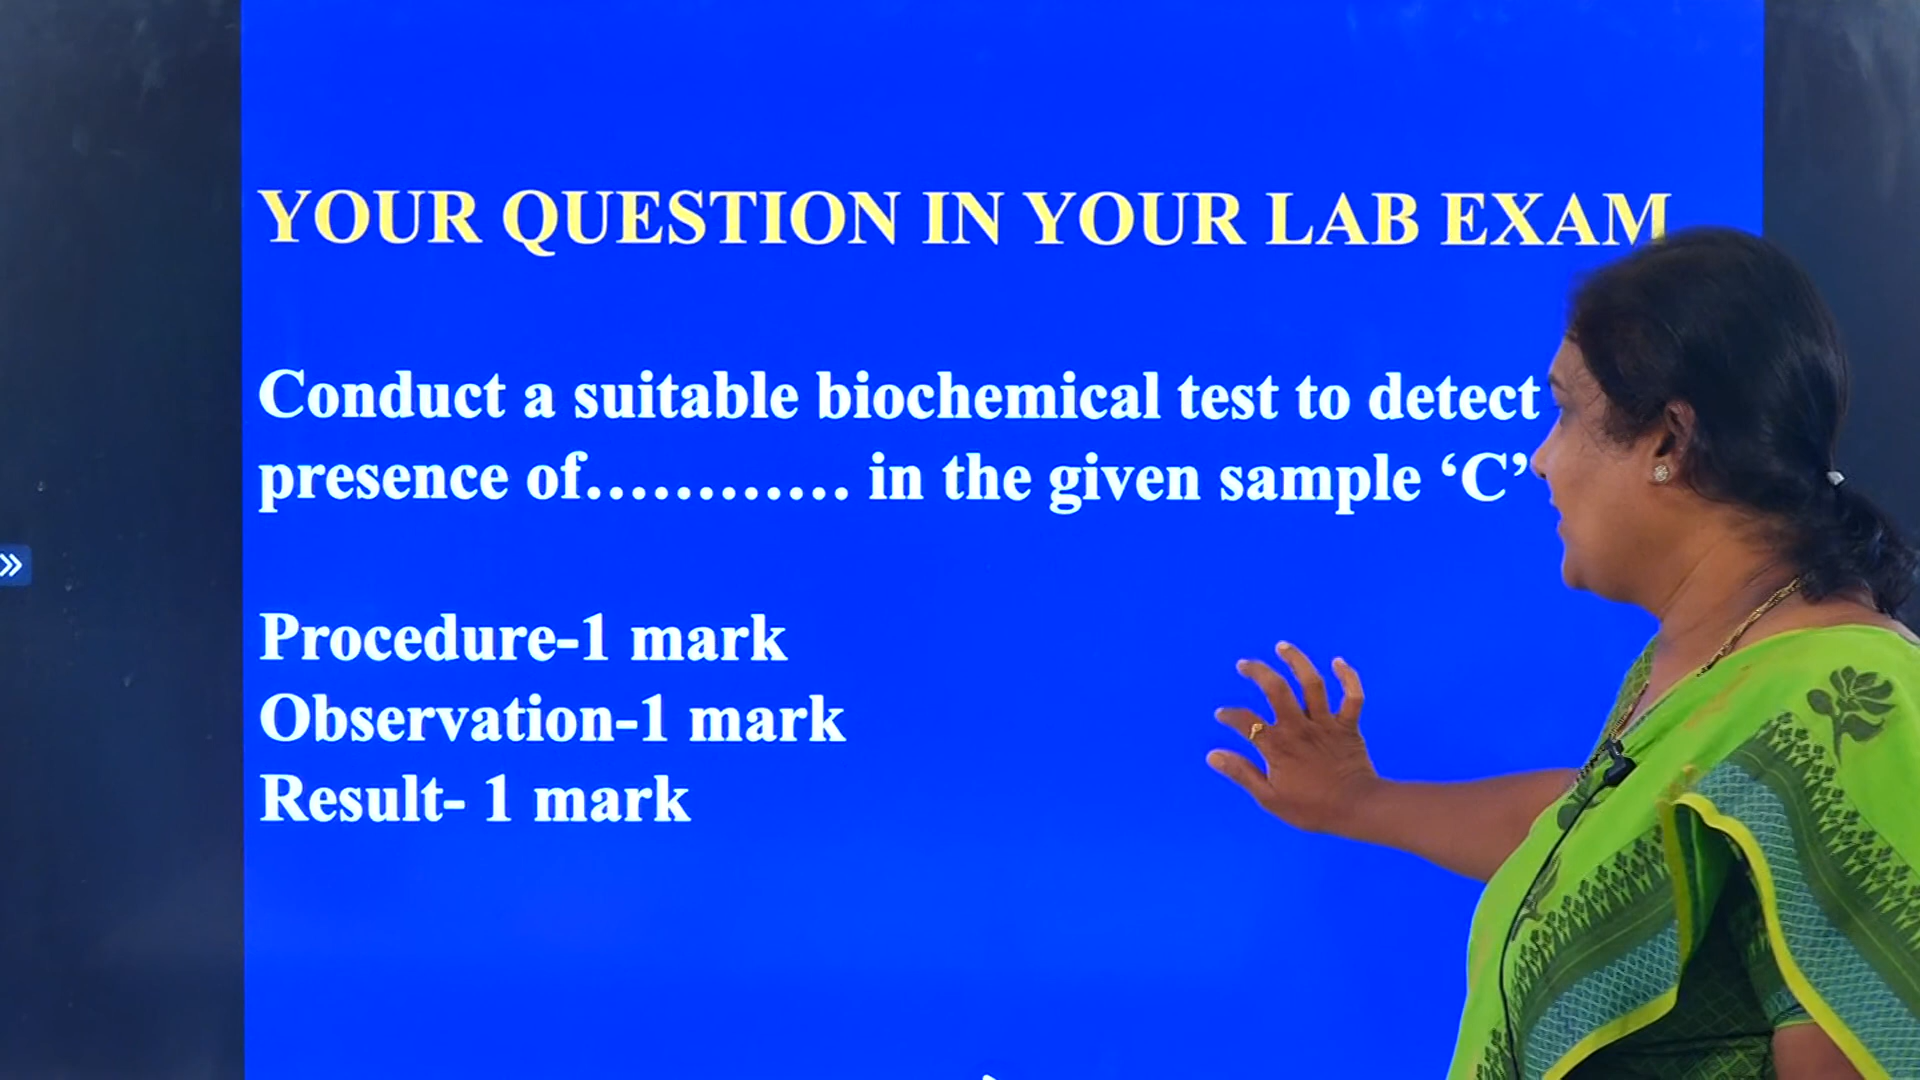 YOUR QUESTION IN YOUR LAB EXAM
Conduct a suitable biochemical test to detect
presence of………… in the given sample ‘C’
Procedure-1 mark
Observation-1 mark
Result- 1 mark